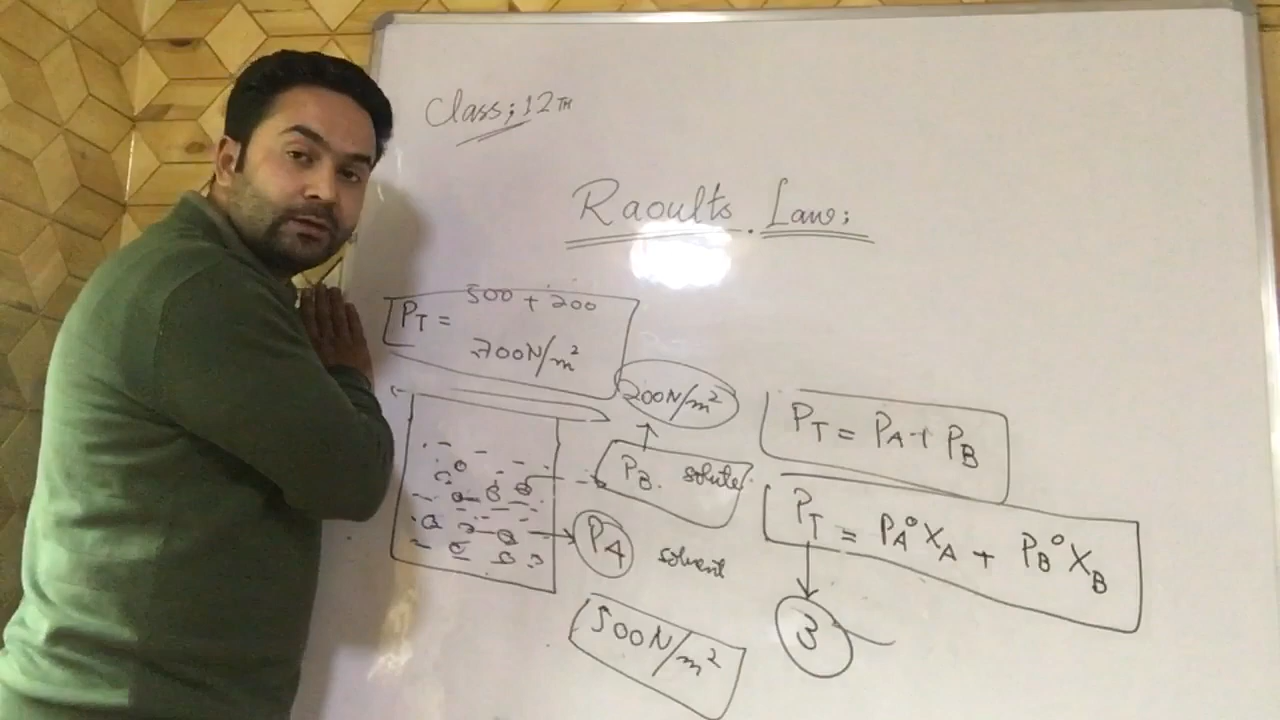 Class; 12TH
Raoults Law;
PT = 500 + 200
700N/m²
200N/m²
PB. solute.
PA solvent
500N/m²
PT = PA + PB
PT = PA°XA + PB°XB
3